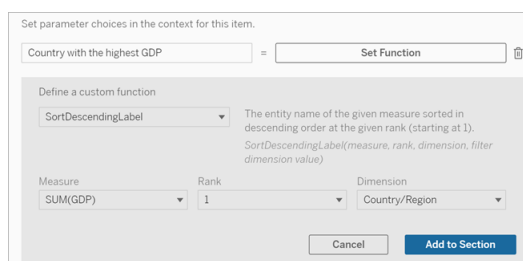 Set parameter choices in the context for this item.
Country with the highest GDP = Set Function
Define a custom function
SortDescendingLabel
The entity name of the given measure sorted in
descending order at the given rank (starting at 1).
SortDescendingLabel(measure, rank, dimension, filter
dimension value)
Measure Rank Dimension
SUM(GDP) 1 Country/Region
Cancel Add to Section